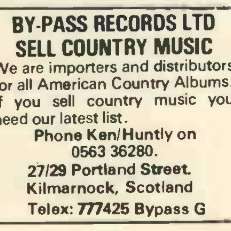 BY-PASS RECORDS LTD
SELL COUNTRY MUSIC
We are importers and distributors
for all American Country Albums.
If you sell country music you
need our latest list.
Phone Ken/Huntly on
0563 36280.
27/29 Portland Street.
Kilmarnock, Scotland
Telex: 777425 Bypass G